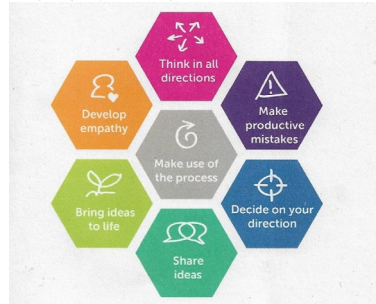 Think in all
directions
Develop
empathy
Make
productive
mistakes
Make use of
the process
Bring ideas
to life
Decide on your
direction
Share
ideas